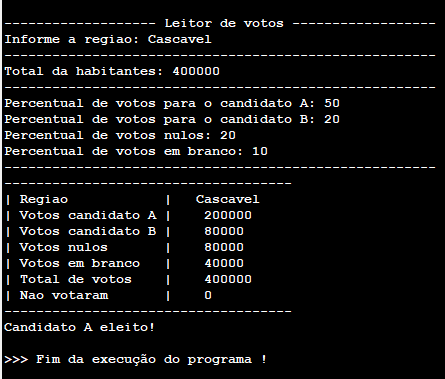 ------------------- Leitor de votos ------------------
Informe a regiao: Cascavel
------------------------------------------------------
Total da habitantes: 400000
------------------------------------------------------
Percentual de votos para o candidato A: 50
Percentual de votos para o candidato B: 20
Percentual de votos nulos: 20
Percentual de votos em branco: 10
------------------------------------------------------
------------------------------------
| Regiao            |   Cascavel
| Votos candidato A |    200000
| Votos candidato B |    80000
| Votos nulos       |    80000
| Votos em branco   |    40000
| Total de votos    |    400000
| Nao votaram       |    0
------------------------------------
Candidato A eleito!
>>> Fim da execução do programa !